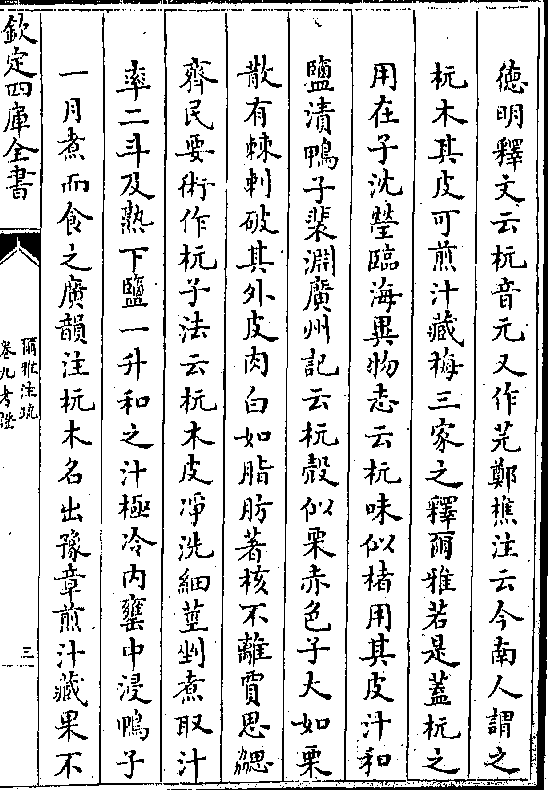 德明釋文云杬音元又作芫鄭樵注云今南人謂之
杬木其皮可煎汁藏梅三家之釋爾雅若是蓋杬之
用在子沈瑩臨海異物志云杬味似楮用其皮汁和
鹽漬鴨子裴淵廣州記云杬殼似栗赤色子大如栗
散有棘刺破其外皮肉白如脂肪著核不離賈思勰
齊民要術作杬子法云杬木皮凈洗細莖剉煮取汁
率二斗及熟下鹽一升和之汁極冷内甕中浸鴨子
一月煮而食之廣韻注杬木名出豫章煎汁藏果不
欽定四庫全書
爾雅注疏
卷九考證
三